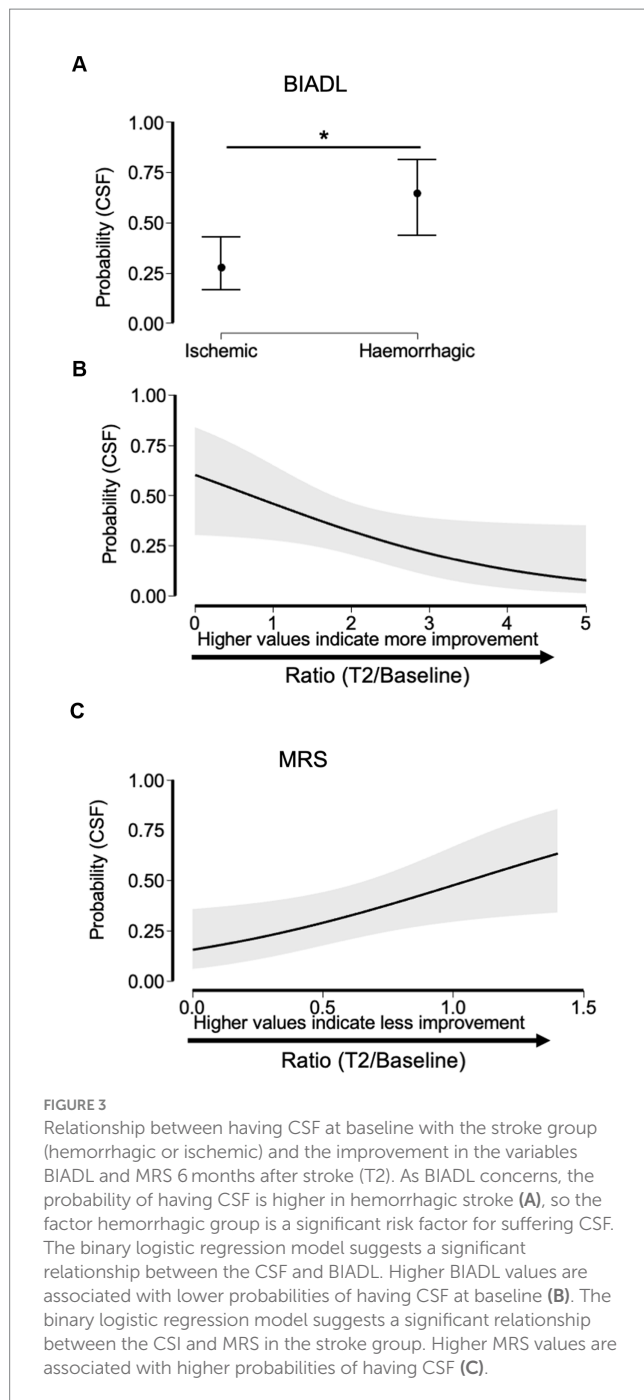 A
BIADL
1.00
*
0.75
0.50
0.25
0.00
Probability (CSF)
Ischemic
Haemorrhagic
B
1.00
0.75
0.50
0.25
0.00
Probability (CSF)
0 1 2 3 4 5
Higher values indicate more improvement
Ratio (T2/Baseline)
C
MRS
1.00
0.75
0.50
0.25
0.00
Probability (CSF)
0.0 0.5 1.0 1.5
Higher values indicate less improvement
Ratio (T2/Baseline)
FIGURE 3
Relationship between having CSF at baseline with the stroke group
(hemorrhagic or ischemic) and the improvement in the variables
BIADL and MRS 6 months after stroke (T2). As BIADL concerns, the
probability of having CSF is higher in hemorrhagic stroke (A), so the
factor hemorrhagic group is a significant risk factor for suffering CSF.
The binary logistic regression model suggests a significant
relationship between the CSF and BIADL. Higher BIADL values are
associated with lower probabilities of having CSF at baseline (B). The
binary logistic regression model suggests a significant relationship
between the CSI and MRS in the stroke group. Higher MRS values are
associated with higher probabilities of having CSF (C).